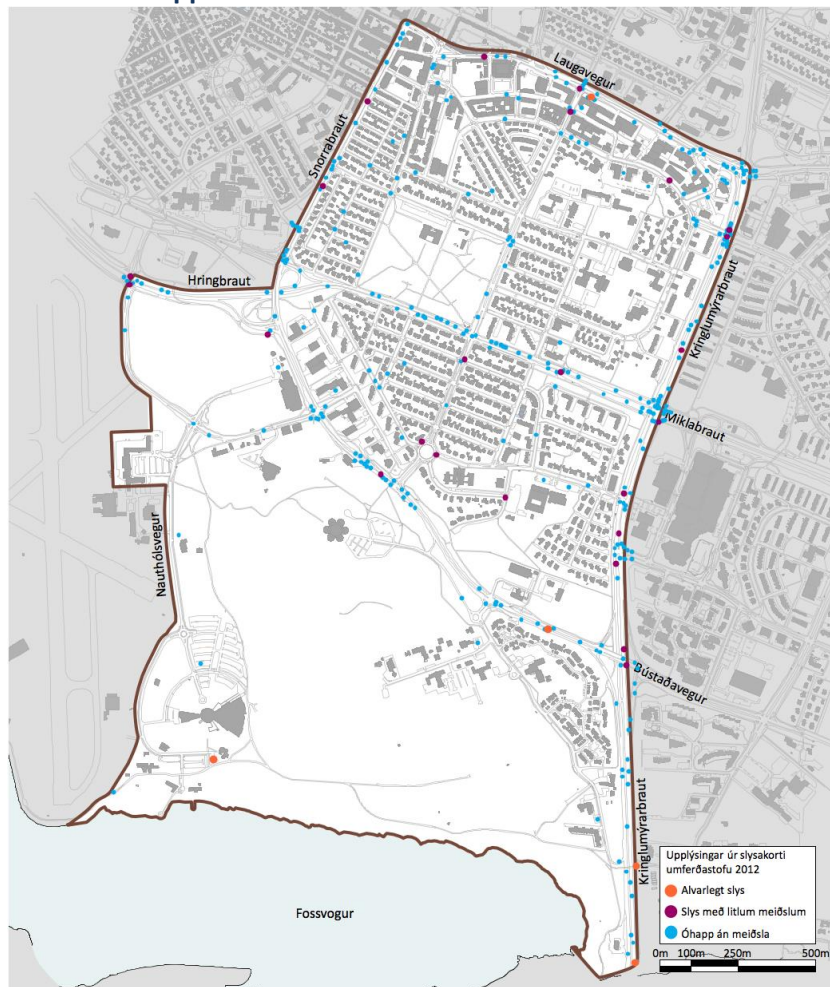 Laugavegur
Snorrabraut
Hringbraut
Kringlumýrarbraut
Miklabraut
Nauthólsvegur
Bústaðavegur
Kringlumýrarbraut
Fossvogur
Upplýsingar úr slysakorti
umferðastofu 2012
Alvarlegt slys
Slys með litlum meiðslum
Óhapp án meiðsla
0m 100m 250m 500m